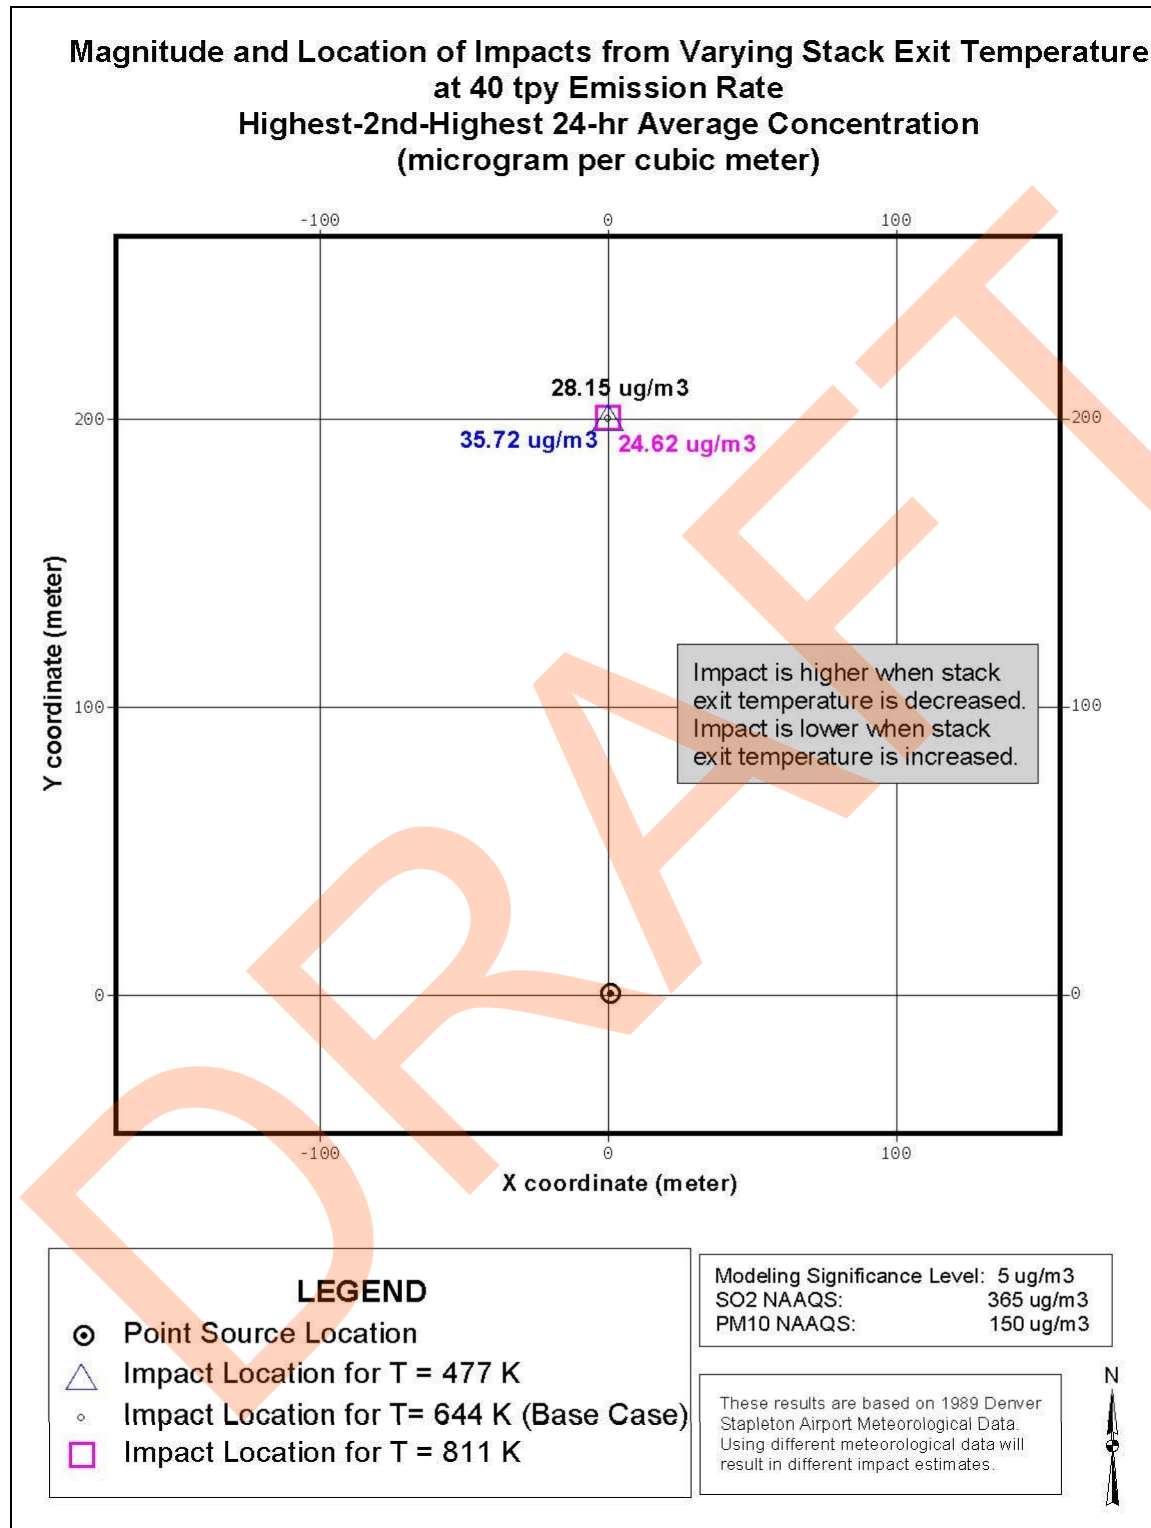 Magnitude and Location of Impacts from Varying Stack Exit Temperature
at 40 tpy Emission Rate
Highest-2nd-Highest 24-hr Average Concentration
(microgram per cubic meter)
-100 0 100
28.15 ug/m3
200 200
35.72 ug/m3 24.62 ug/m3
Y coordinate (meter)
Impact is higher when stack
exit temperature is decreased.
Impact is lower when stack
exit temperature is increased.
100 100
0 0
-100 0 100
X coordinate (meter)
DRAFT
LEGEND
Point Source Location
Impact Location for T = 477 K
Impact Location for T= 644 K (Base Case)
Impact Location for T = 811 K
Modeling Significance Level: 5 ug/m3
SO2 NAAQS: 365 ug/m3
PM10 NAAQS: 150 ug/m3
These results are based on 1989 Denver
Stapleton Airport Meteorological Data.
Using different meteorological data will
result in different impact estimates.
N